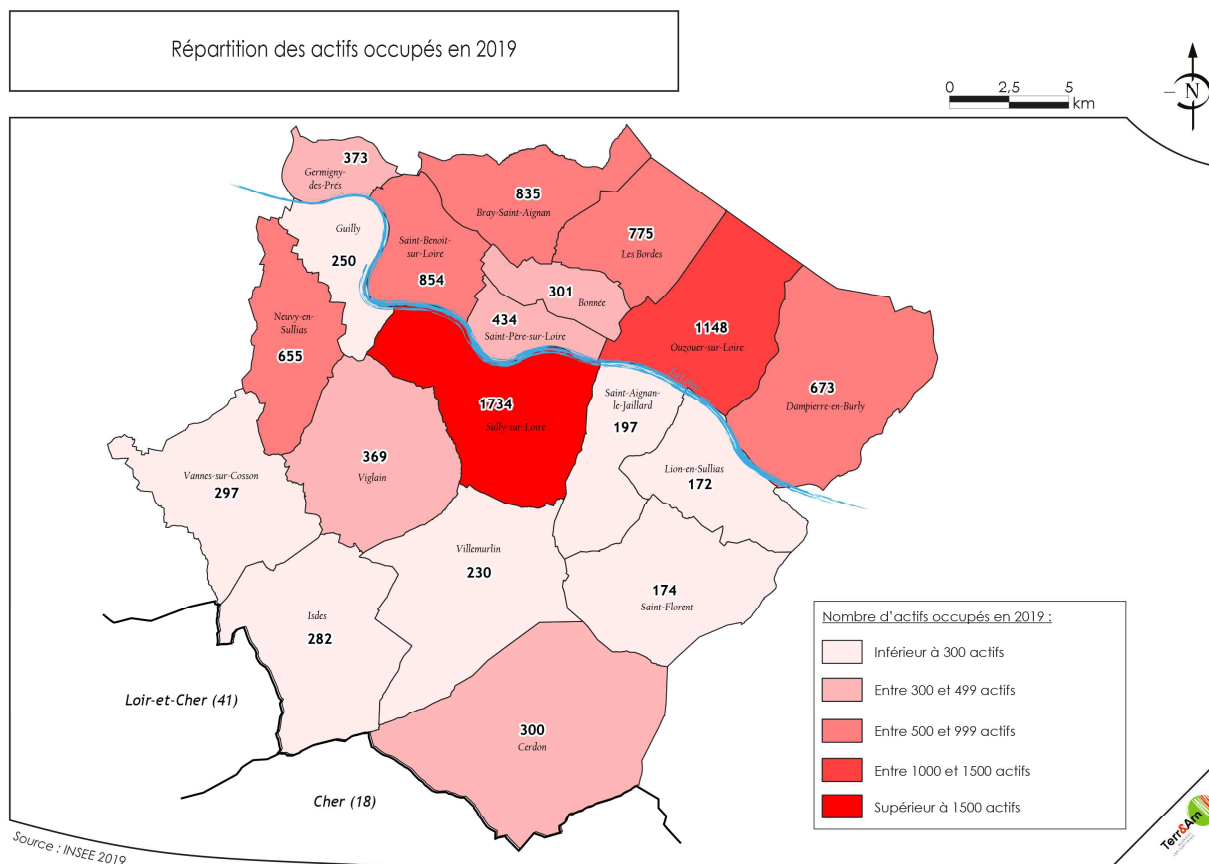 Répartition des actifs occupés en 2019
0 2,5 5
km
N
373
Germigny-
des-Prés
835
Bray-Saint-Aignan
Guilly
250
Saint-Benoit-
sur-Loire
854
775
Les Bordes
301
Bonnée
434
Saint-Père-sur-Loire
Neuvy-en-
Sullias
655
1148
Ouzouer-sur-Loire
673
Dampierre-en-Burly
1734
Sully-sur-Loire
Saint-Aignan-
le-Jaillard
197
369
Viglain
Vannes-sur-Cosson
297
Lion-en-Sullias
172
Villemurlin
230
174
Saint-Florent
Isdes
282
300
Cerdon
Loir-et-Cher (41)
Cher (18)
Nombre d'actifs occupés en 2019 :
Inférieur à 300 actifs
Entre 300 et 499 actifs
Entre 500 et 999 actifs
Entre 1000 et 1500 actifs
Supérieur à 1500 actifs
Source : INSEE 2019
Terr&Am